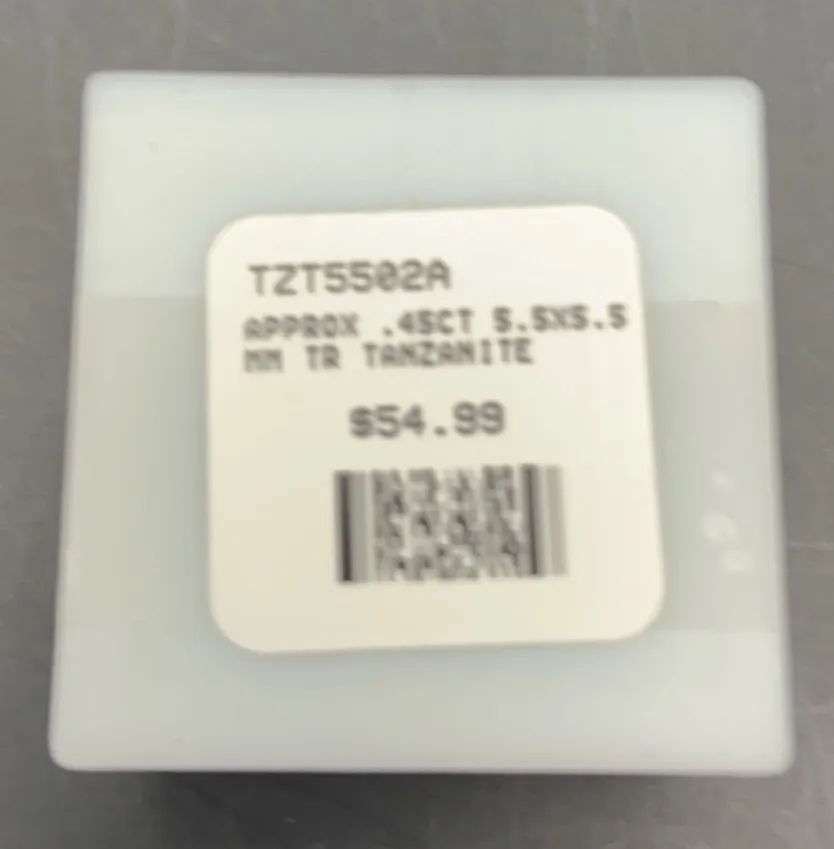 TZT5502A
APPROX .45CT 5.5X5.5
MM TR TANZANITE
$54.99